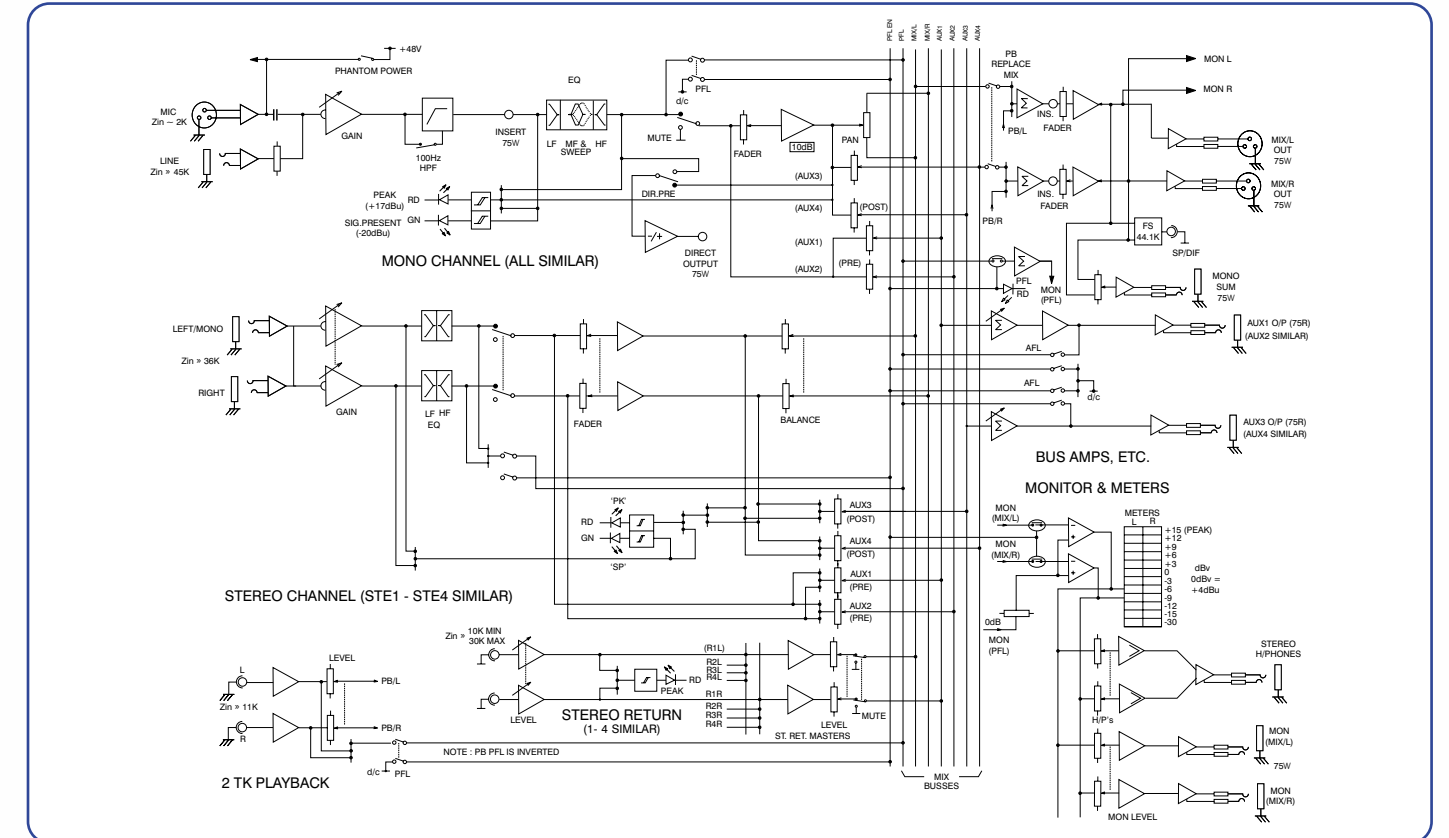 PFL EN
PFL
MIX/L
MIX/R
AUX1
AUX2
AUX3
AUX4
+48V
PHANTOM POWER
MIC
Zin ~ 2K
LINE
Zin » 45K
GAIN
100Hz
HPF
INSERT
75W
EQ
LF MF & HF
SWEEP
d/c
PFL
MUTE
FADER
10dB
PAN
(AUX3)
(AUX4)
(POST)
(AUX1)
(AUX2)
(PRE)
DIR.PRE
PEAK
(+17dBu)
RD
SIG.PRESENT
(-20dBu)
GN
-/+
DIRECT
OUTPUT
75W
MONO CHANNEL (ALL SIMILAR)
PB
REPLACE
MIX
Σ
INS.
FADER
PB/L
MON L
MON R
MIX/L
OUT
75W
Σ
INS.
FADER
PB/R
MIX/R
OUT
75W
FS
44.1K
SP/DIF
Σ
PFL
RD
MON
(PFL)
MONO
SUM
75W
Σ
AUX1 O/P (75R)
(AUX2 SIMILAR)
AFL
AFL
d/c
Σ
AUX3 O/P (75R)
(AUX4 SIMILAR)
BUS AMPS, ETC.
LEFT/MONO
Zin » 36K
RIGHT
GAIN
LF HF
EQ
FADER
BALANCE
'PK'
RD
GN
'SP'
AUX3
(POST)
AUX4
(POST)
AUX1
(PRE)
AUX2
(PRE)
STEREO CHANNEL (STE1 - STE4 SIMILAR)
MONITOR & METERS
MON
(MIX/L)
MON
(MIX/R)
0dB
MON
(PFL)
METERS
L R
+15 (PEAK)
+12
+9
+6
+3
0
-3
-6
-9
-12
-15
-30
dBv
0dBv =
+4dBu
STEREO
H/PHONES
H/P's
MON
(MIX/L)
75W
MON
(MIX/R)
MON LEVEL
Zin » 10K MIN
30K MAX
LEVEL
RD
PEAK
(R1L)
R2L
R3L
R4L
R1R
R2R
R3R
R4R
LEVEL
MUTE
ST. RET. MASTERS
STEREO RETURN
(1- 4 SIMILAR)
L
Zin » 11K
R
LEVEL
PB/L
PB/R
NOTE : PB PFL IS INVERTED
d/c
PFL
2 TK PLAYBACK
MIX
BUSSES